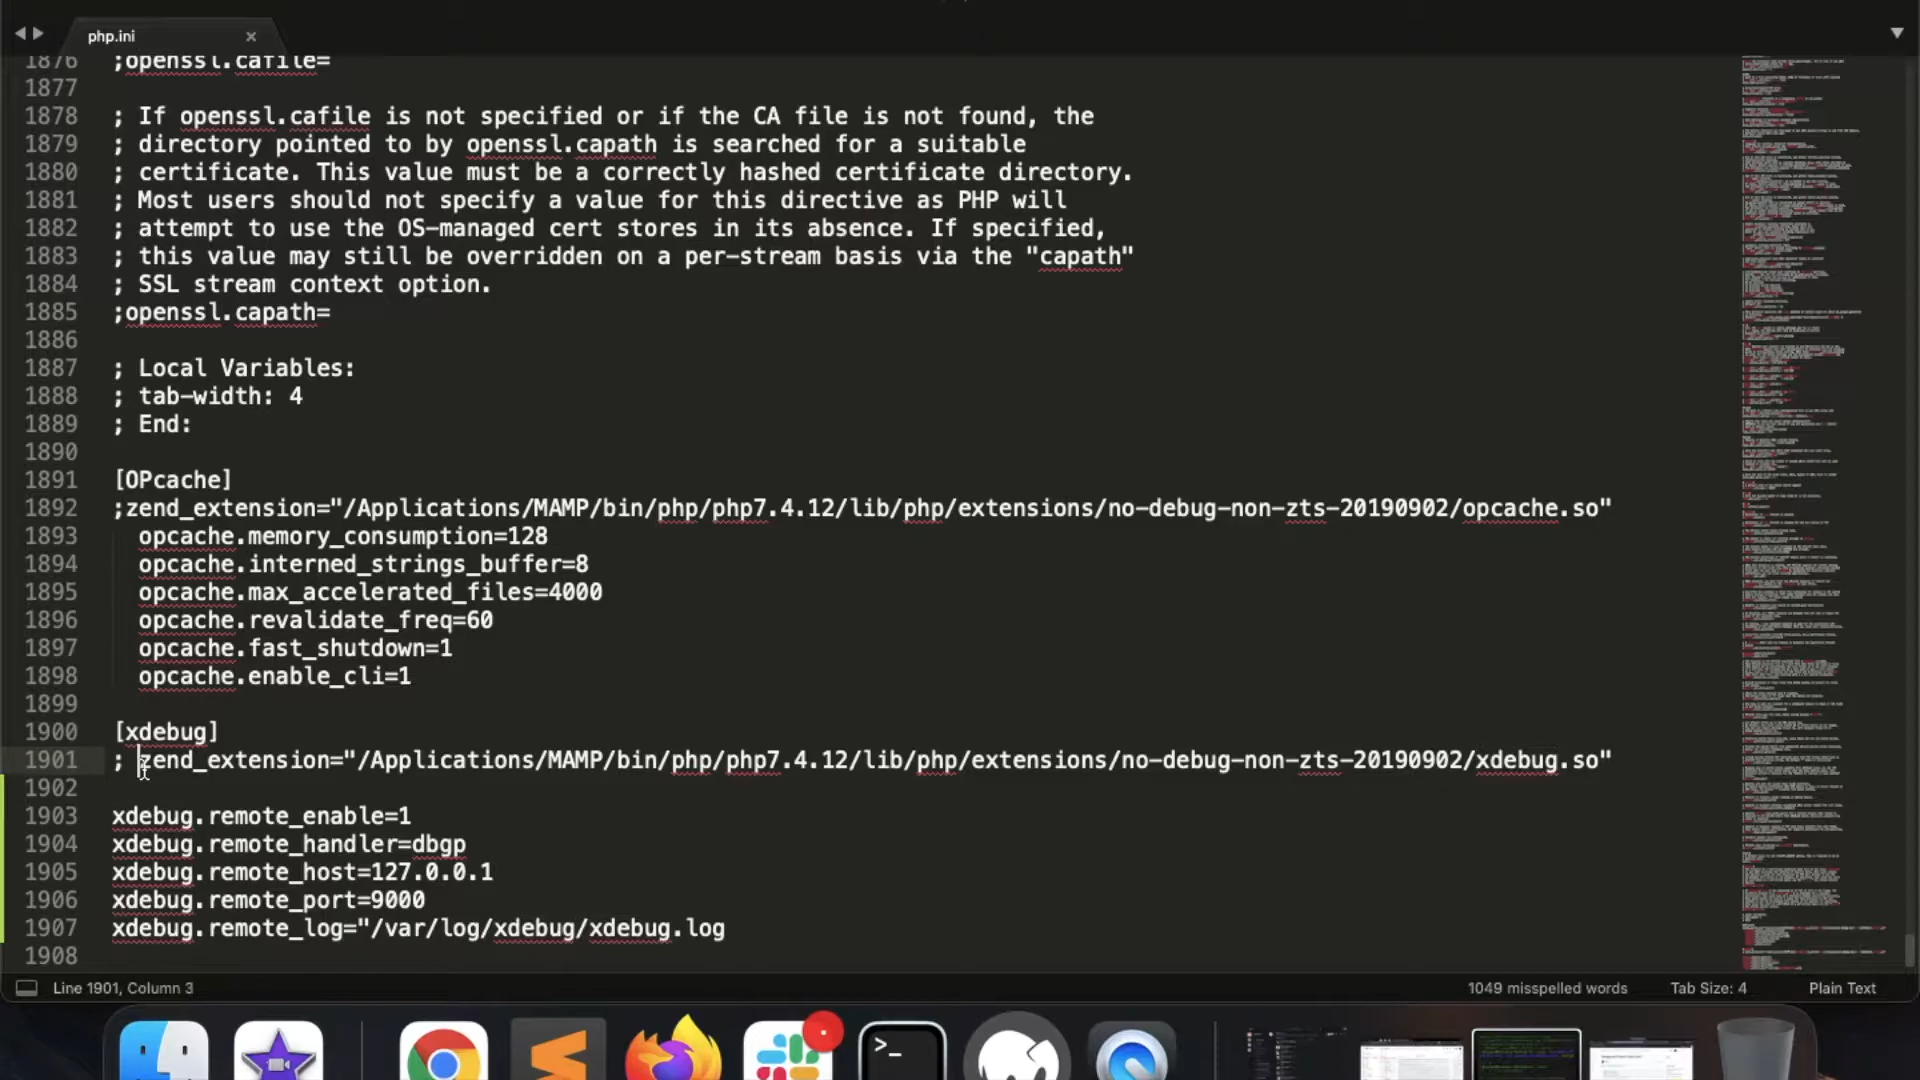 php.ini ×
1876 ;openssl.cafile=
1877
1878 ; If openssl.cafile is not specified or if the CA file is not found, the
1879 ; directory pointed to by openssl.capath is searched for a suitable
1880 ; certificate. This value must be a correctly hashed certificate directory.
1881 ; Most users should not specify a value for this directive as PHP will
1882 ; attempt to use the OS-managed cert stores in its absence. If specified,
1883 ; this value may still be overridden on a per-stream basis via the "capath"
1884 ; SSL stream context option.
1885 ;openssl.capath=
1886
1887 ; Local Variables:
1888 ; tab-width: 4
1889 ; End:
1890
1891 [OPcache]
1892 ;zend_extension="/Applications/MAMP/bin/php/php7.4.12/lib/php/extensions/no-debug-non-zts-20190902/opcache.so"
1893 opcache.memory_consumption=128
1894 opcache.interned_strings_buffer=8
1895 opcache.max_accelerated_files=4000
1896 opcache.revalidate_freq=60
1897 opcache.fast_shutdown=1
1898 opcache.enable_cli=1
1899
1900 [xdebug]
1901 ; zend_extension="/Applications/MAMP/bin/php/php7.4.12/lib/php/extensions/no-debug-non-zts-20190902/xdebug.so"
1902
1903 xdebug.remote_enable=1
1904 xdebug.remote_handler=dbgp
1905 xdebug.remote_host=127.0.0.1
1906 xdebug.remote_port=9000
1907 xdebug.remote_log="/var/log/xdebug/xdebug.log
1908
Line 1901, Column 3 1049 misspelled words Tab Size: 4 Plain Text
>_